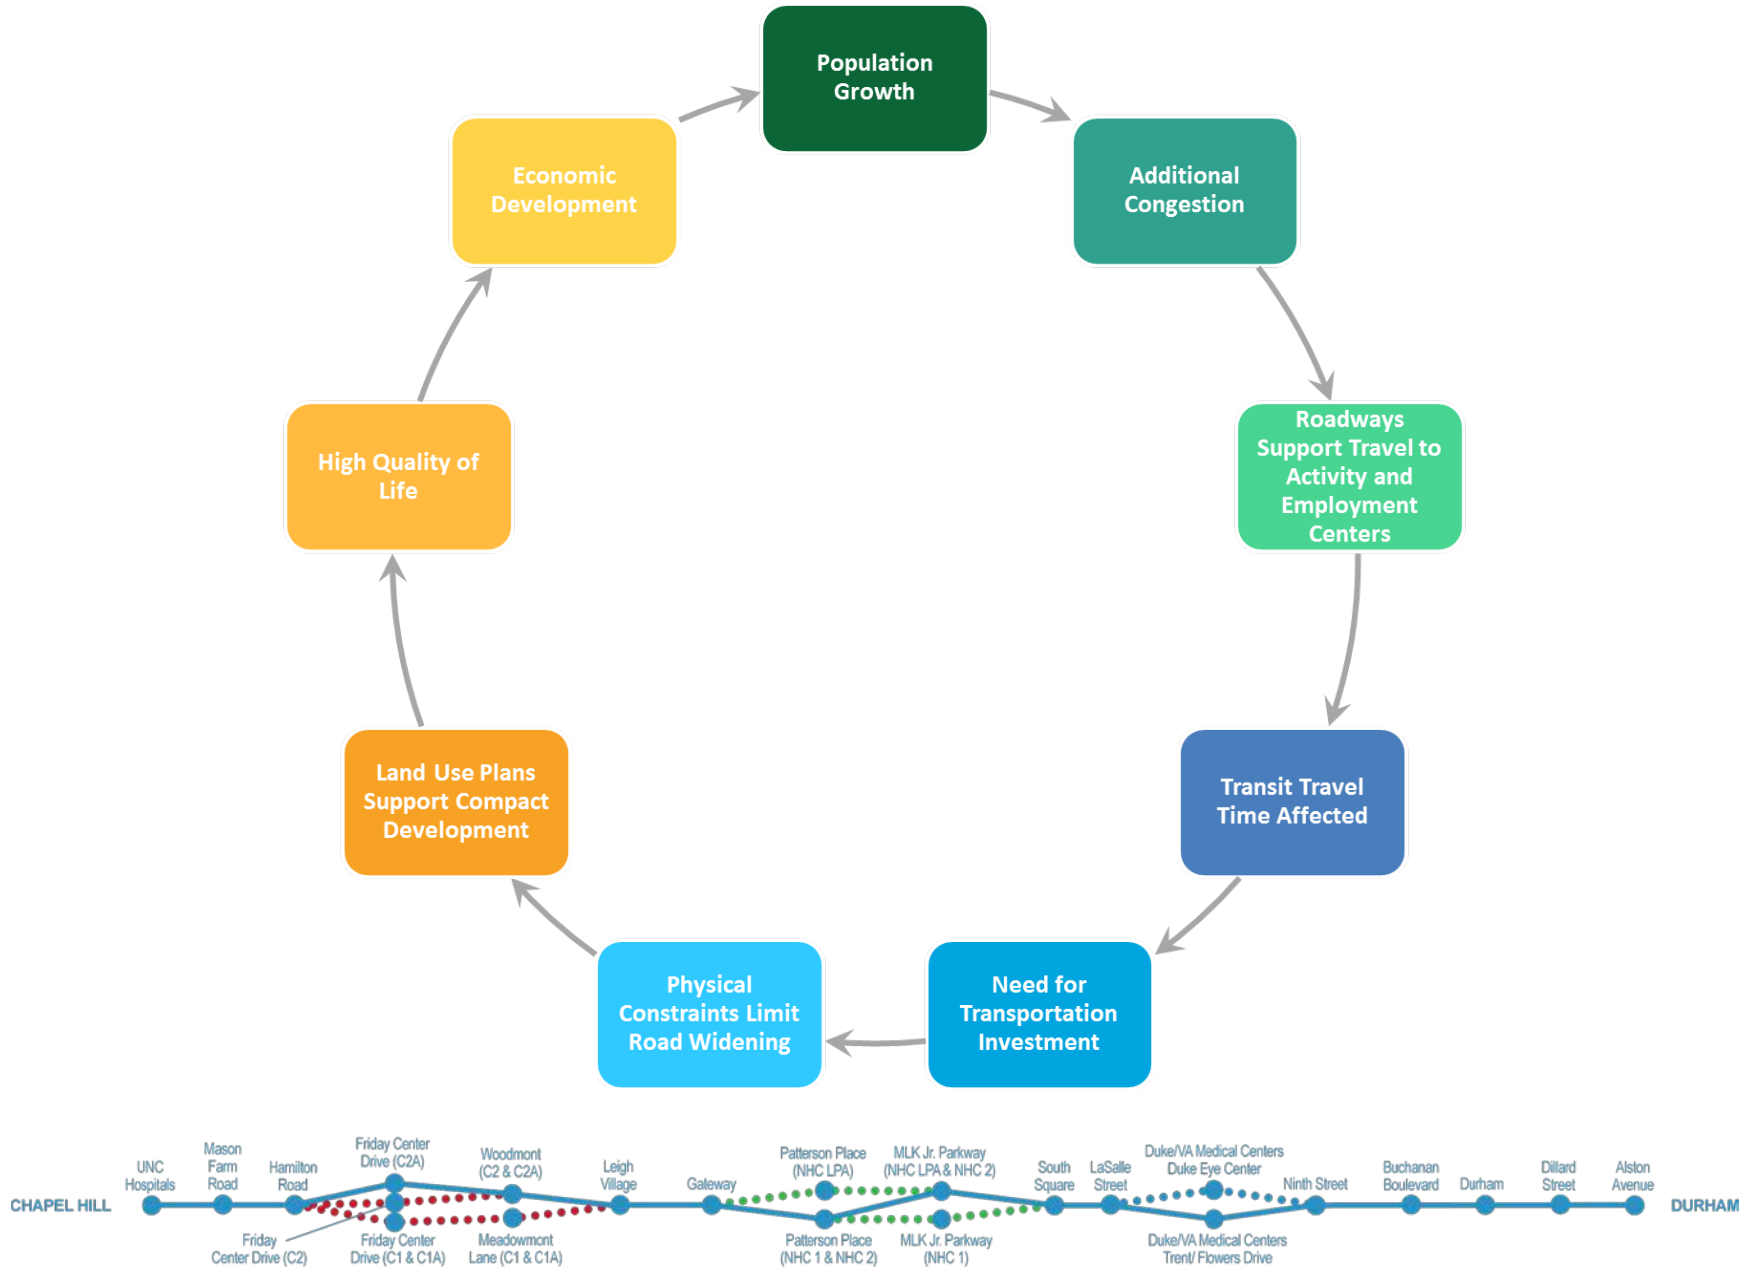 Population
Growth
Additional
Congestion
Roadways
Support Travel to
Activity and
Employment
Centers
Transit Travel
Time Affected
Need for
Transportation
Investment
Physical
Constraints Limit
Road Widening
Land Use Plans
Support Compact
Development
High Quality of
Life
Economic
Development
CHAPEL HILL
UNC
Hospitals
Mason
Farm
Road
Hamilton
Road
Friday Center
Drive (C2A)
Friday
Center Drive (C2)
Friday Center
Drive (C1 & C1A)
Woodmont
(C2 & C2A)
Meadowmont
Lane (C1 & C1A)
Leigh
Village
Gateway
Patterson Place
(NHC LPA)
Patterson Place
(NHC 1 & NHC 2)
MLK Jr. Parkway
(NHC LPA & NHC 2)
MLK Jr. Parkway
(NHC 1)
South
Square
LaSalle
Street
Duke/VA Medical Centers
Duke Eye Center
Duke/VA Medical Centers
Trent/ Flowers Drive
Ninth Street
Buchanan
Boulevard
Durham
Dillard
Street
Alston
Avenue
DURHAM